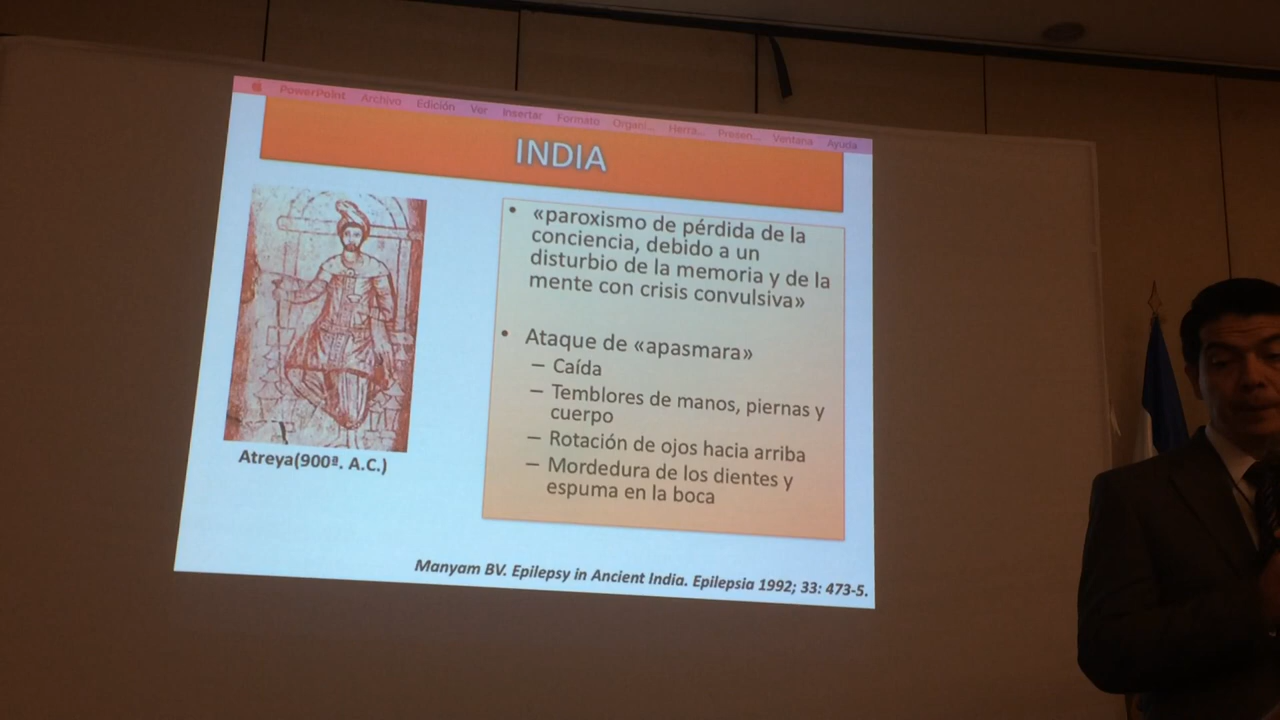 PowerPoint Archivo Edición Ver Insertar Formato Organi... Herra... Presen... Ventana Ayuda
INDIA
• «paroxismo de pérdida de la
conciencia, debido a un
disturbio de la memoria y de la
mente con crisis convulsiva»
• Ataque de «apasmara»
– Caída
– Temblores de manos, piernas y
cuerpo
– Rotación de ojos hacia arriba
– Mordedura de los dientes y
espuma en la boca
Atreya(900ª. A.C.)
Manyam BV. Epilepsy in Ancient India. Epilepsia 1992; 33: 473-5.